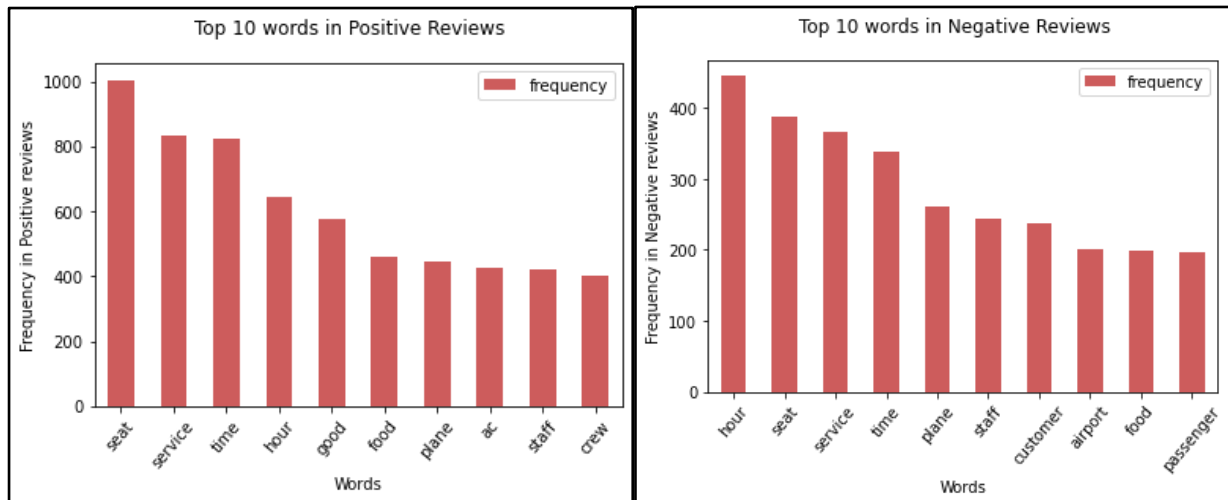 Top 10 words in Positive Reviews
frequency
Frequency in Positive reviews
1000
800
600
400
200
0
seat service time hour good food plane ac staff crew
Words
Top 10 words in Negative Reviews
frequency
Frequency in Negative reviews
400
300
200
100
0
hour seat service time plane staff customer airport food passenger
Words